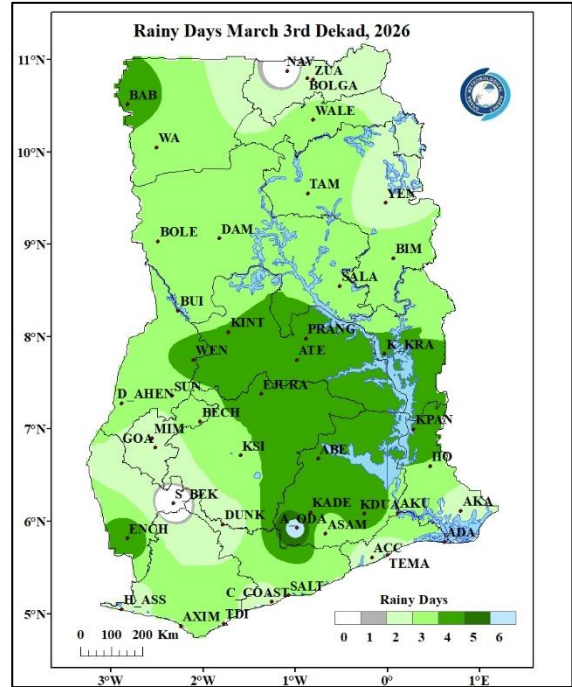 Rainy Days March 3rd Dekad, 2026
11°N
10°N
9°N
8°N
7°N
6°N
5°N
NAV
ZUA
BOLGA
BAB
WALE
WA
TAM
YEN
BOLE
DAM
BIM
SALA
BUI
KINT
PRANG
K_KRA
WEN
ATE
SUN
EJURA
D_AHEN
BECH
KPAN
MIM
GOA
KSI
ABE
HO
S_BEK
KADE
KDUA
AKU
AKA
DUNK
A_ODA
ASAM
ENCH
ADA
ACC
TEMA
C_COAST
SALT
H_ASS
AXIM
TDI
0 100 200 Km
Rainy Days
0 1 2 3 4 5 6
3°W 2°W 1°W 0° 1°E